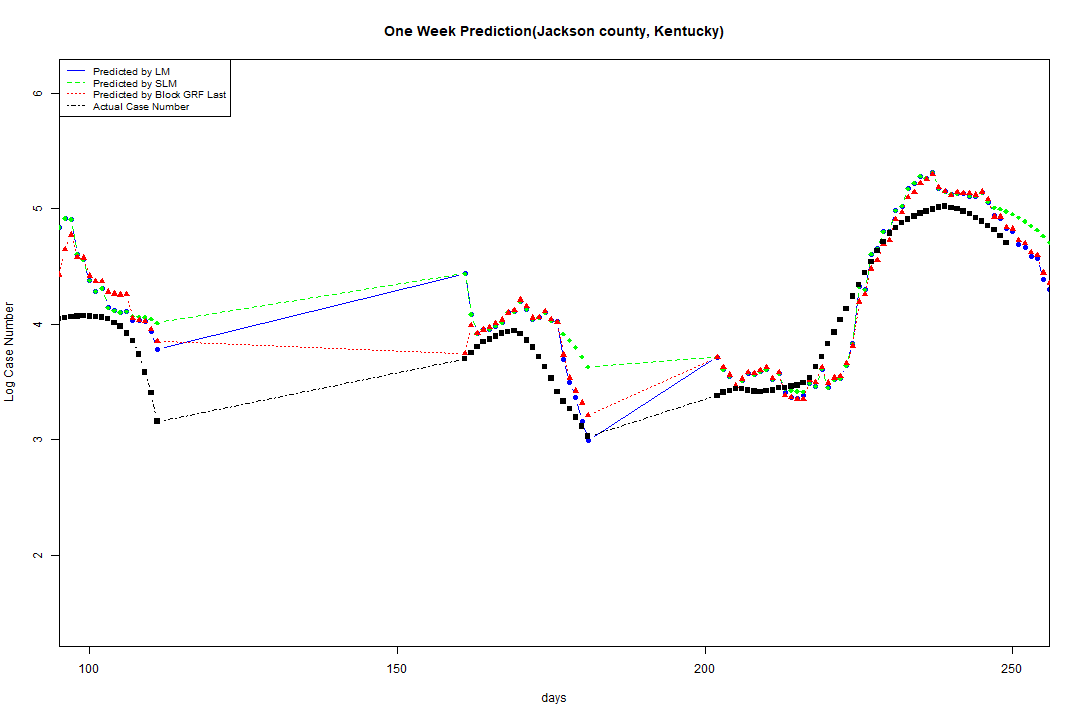 One Week Prediction(Jackson county, Kentucky)
Predicted by LM
Predicted by SLM
Predicted by Block GRF Last
Actual Case Number
6
5
4
3
2
Log Case Number
100 150 200 250
days